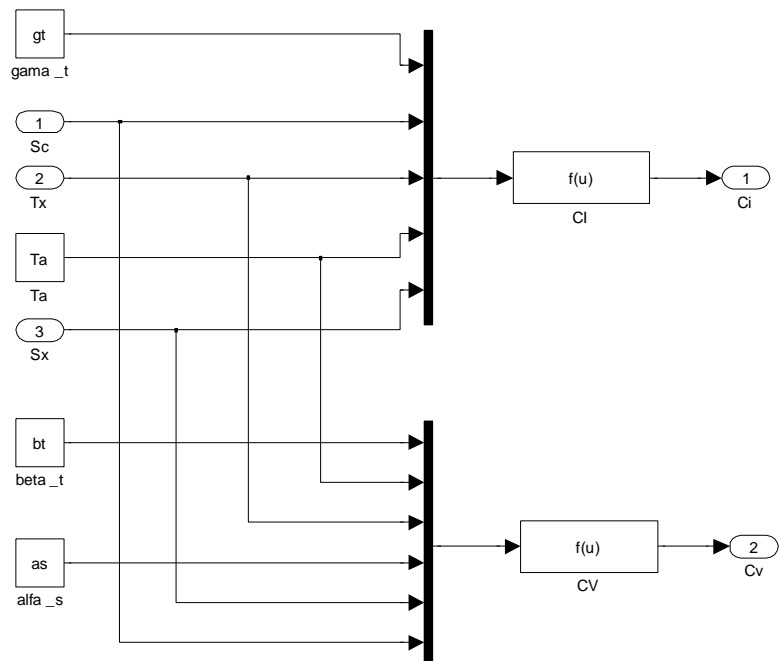 gt
gama _t
1
Sc
2
Tx
Ta
Ta
3
Sx
f(u)
CI
1
Ci
bt
beta _t
as
alfa _s
f(u)
CV
2
Cv